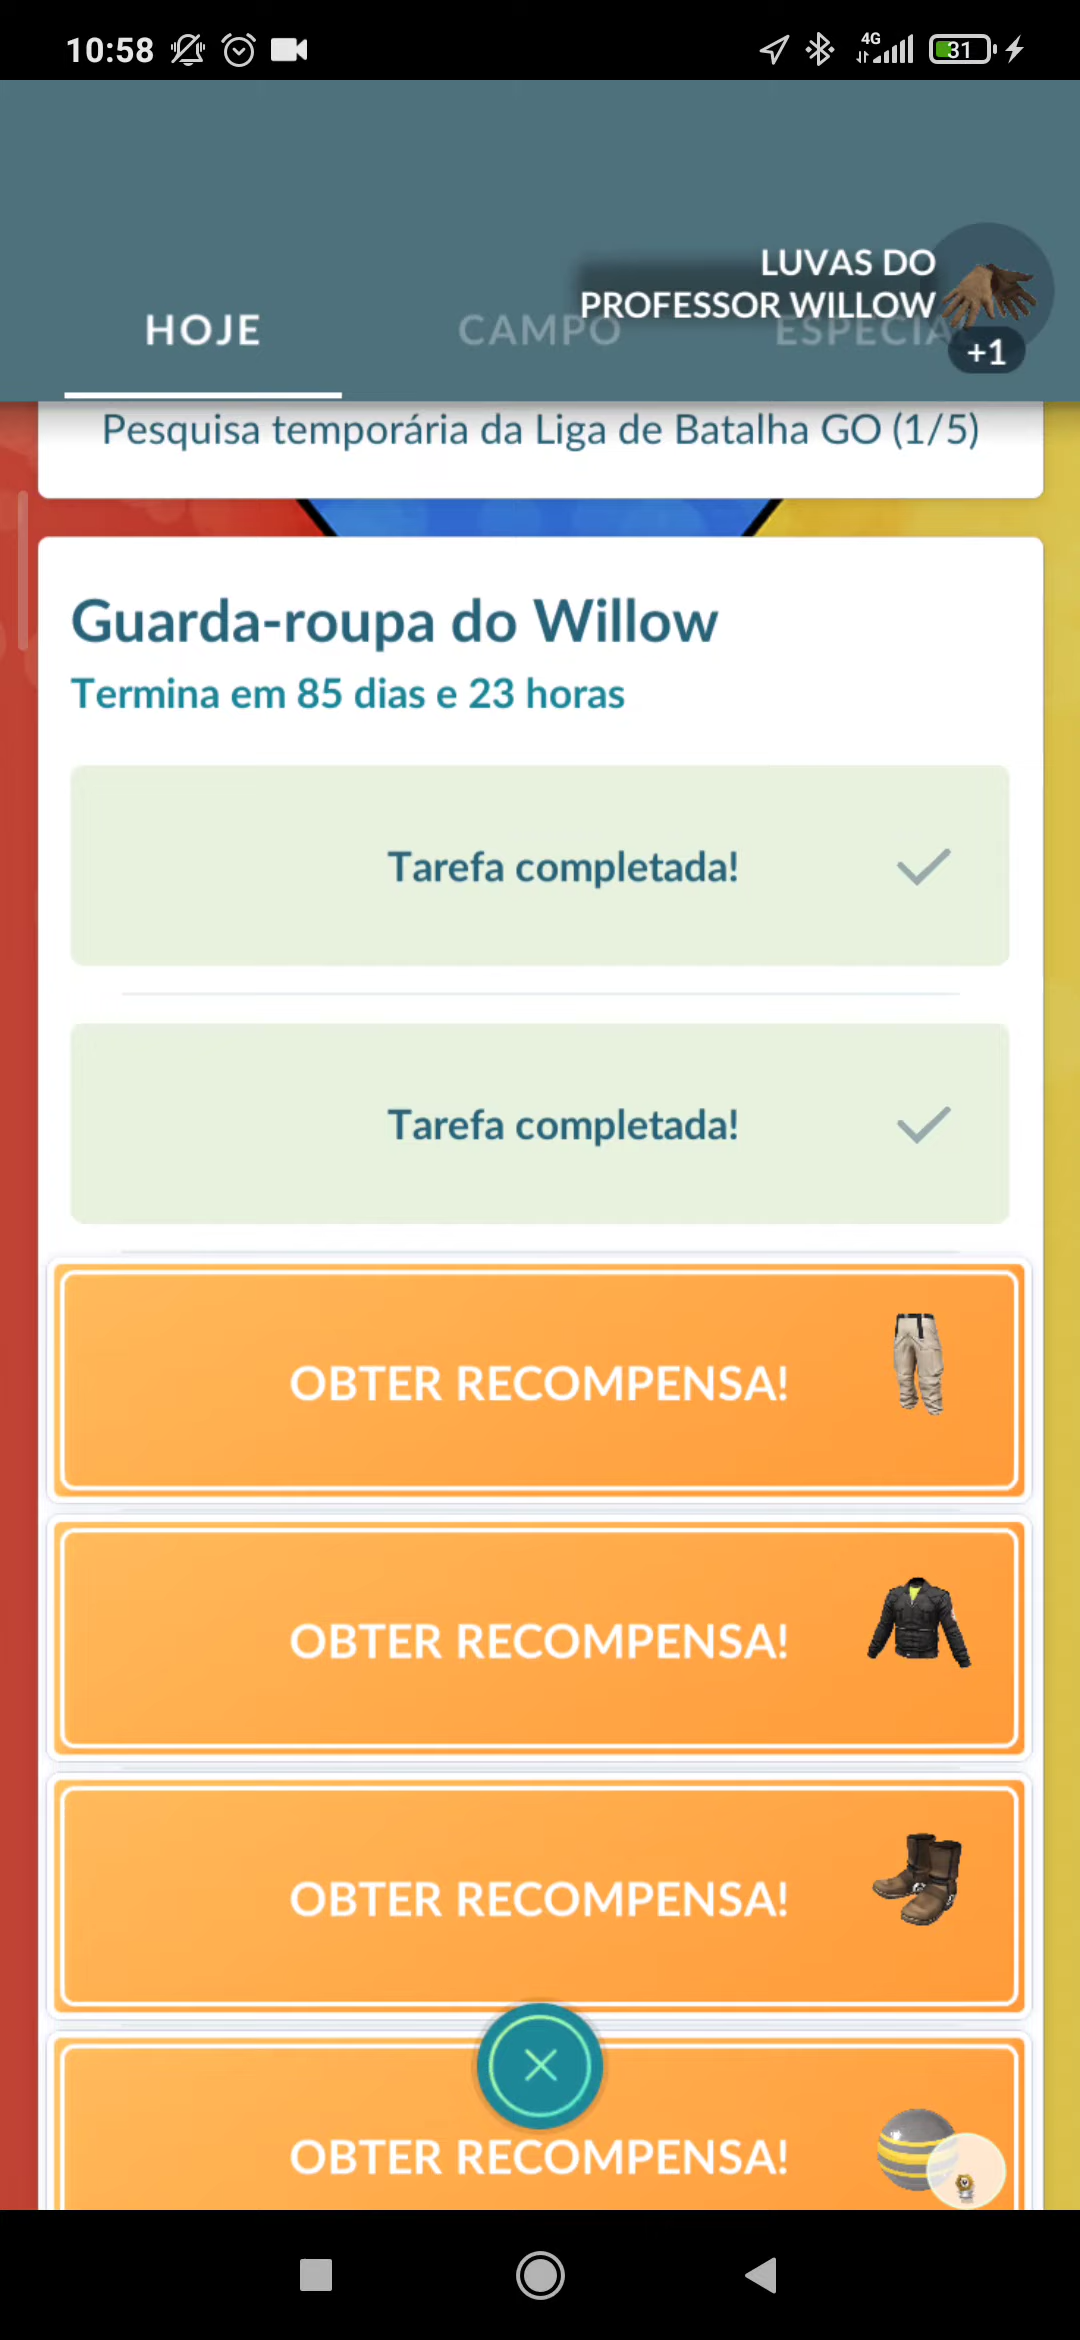 10:58
4G
31
LUVAS DO
PROFESSOR WILLOW
+1
HOJE
CAMPO
ESPECIA
Pesquisa temporária da Liga de Batalha GO (1/5)
Guarda-roupa do Willow
Termina em 85 dias e 23 horas
Tarefa completada!
Tarefa completada!
OBTER RECOMPENSA!
OBTER RECOMPENSA!
OBTER RECOMPENSA!
OBTER RECOMPENSA!